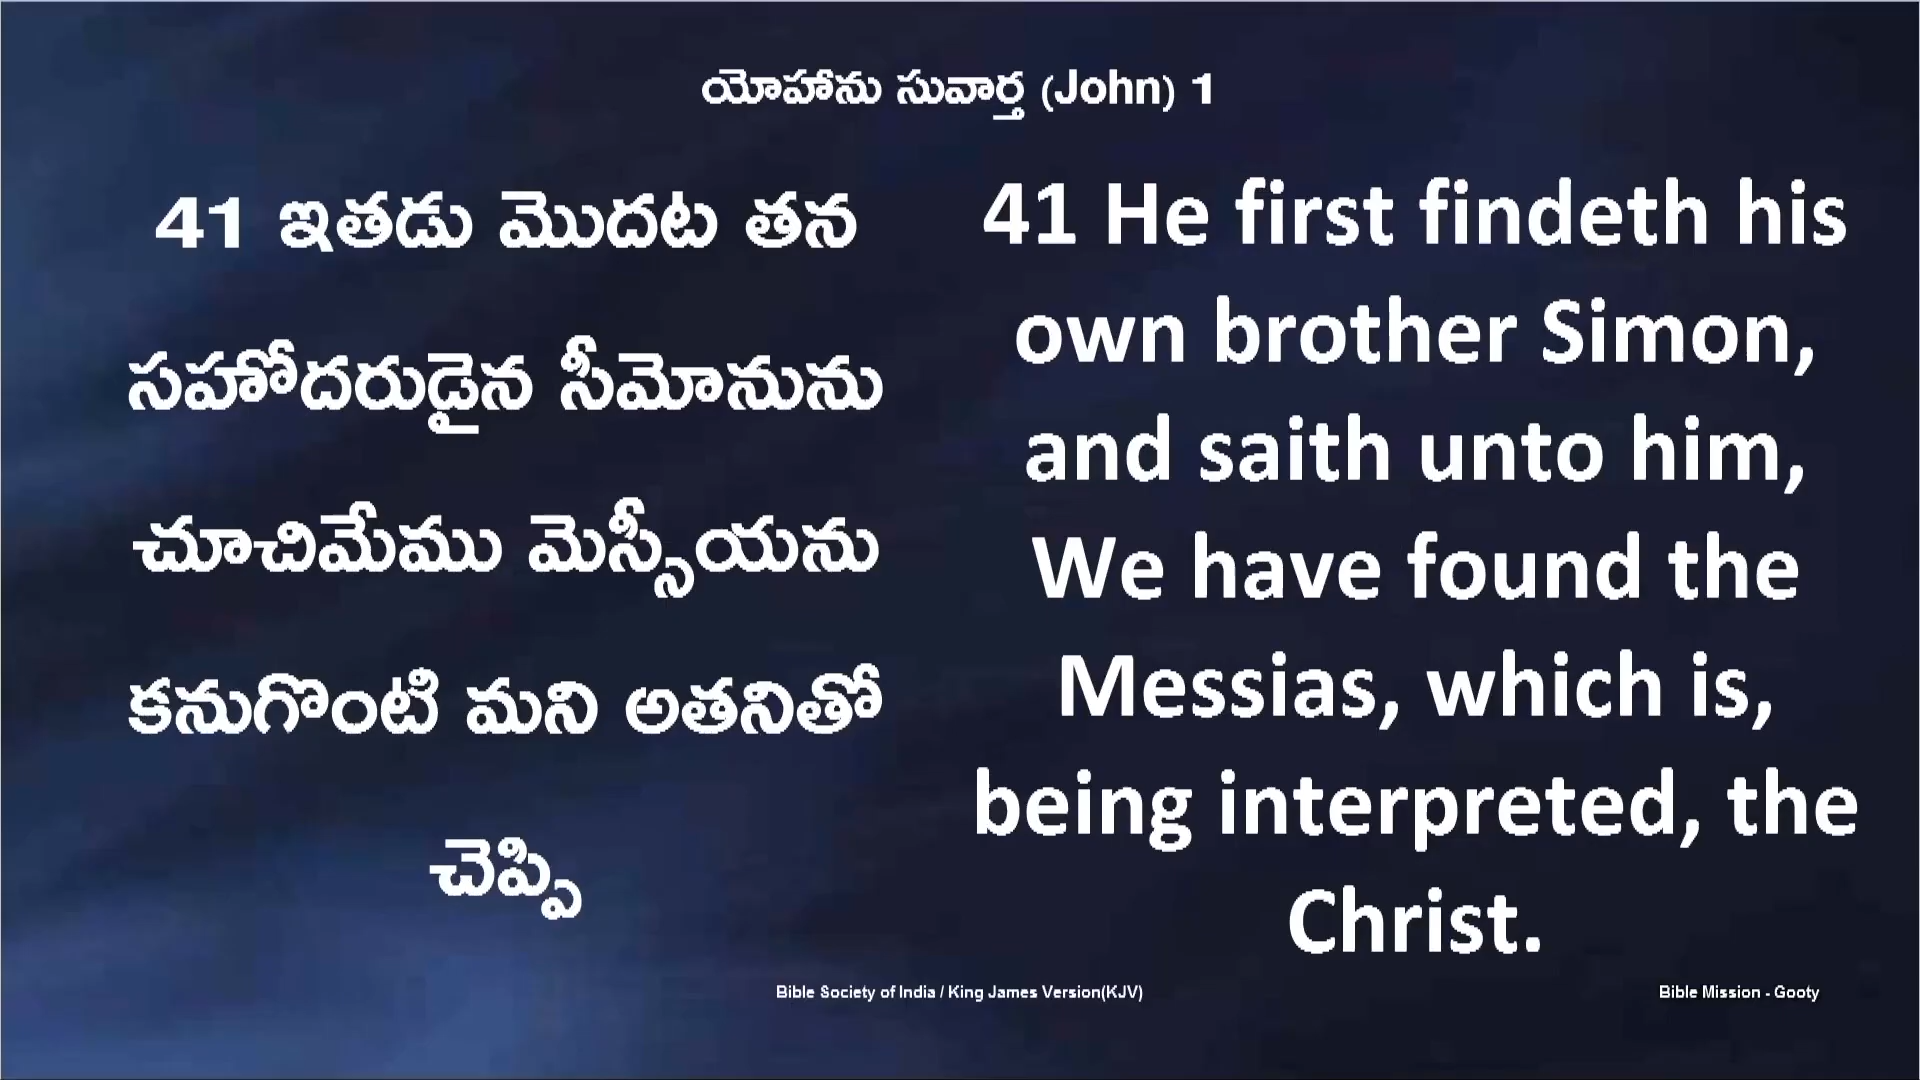 యోహాను సువార్త (John) 1
41 ఇతడు మొదట తన
సహోదరుడైన సీమోనును
చూచిమేము మెస్సీయను
కనుగొంటి మని అతనితో
చెప్పి
41 He first findeth his
own brother Simon,
and saith unto him,
We have found the
Messias, which is,
being interpreted, the
Christ.
Bible Society of India / King James Version(KJV)
Bible Mission - Gooty